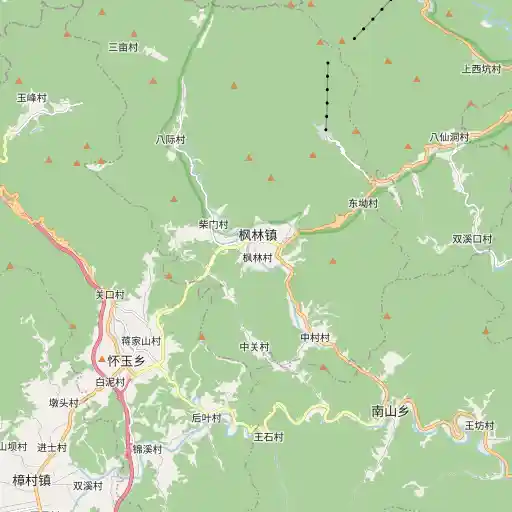 三亩村
上西坑村
玉峰村
八际村
八仙洞村
东坳村
柴门村
枫林镇
双溪口村
枫林村
关口村
蒋家山村
中村村
中关村
怀玉乡
白泥村
墩头村
南山乡
后叶村
王坊村
王石村
山坝村
进士村
锦溪村
樟村镇
双溪村